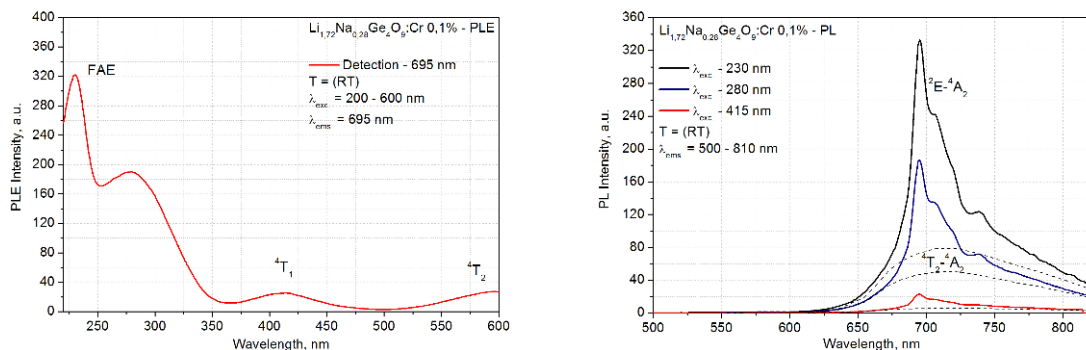 Li1,72Na0,28Ge4O9:Cr 0,1% - PLE
FAE
Detection - 695 nm
T = (RT)
λexc = 200 - 600 nm
λems = 695 nm
4T1
4T2
400
360
320
280
240
200
160
120
80
40
0
250 300 350 400 450 500 550 600
PLE Intensity, a.u.
Wavelength, nm
Li1,72Na0,28Ge4O9:Cr 0,1% - PL
λexc - 230 nm
λexc - 280 nm
λexc - 415 nm
T = (RT)
λems = 500 - 810 nm
2E-4A2
4T2-4A2
360
320
280
240
200
160
120
80
40
0
500 550 600 650 700 750 800
PL Intensity, a.u.
Wavelength, nm